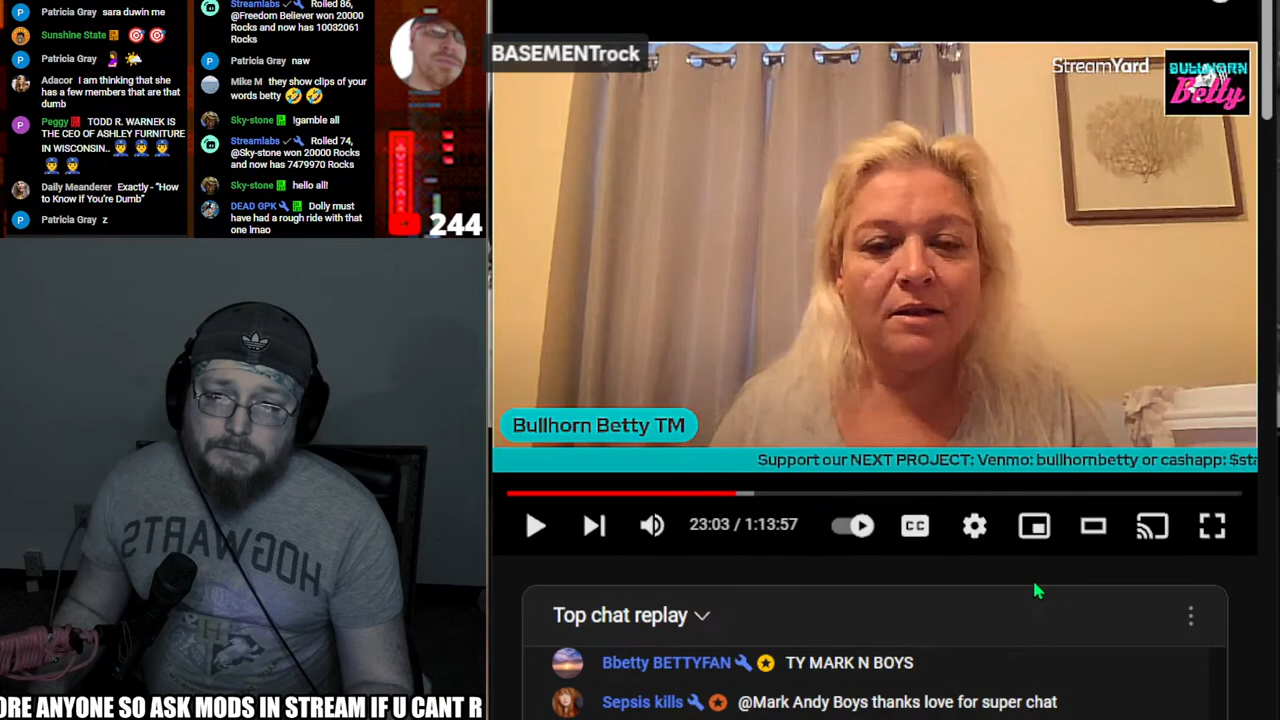 Patricia Gray sara duwin me
Sunshine State
Patricia Gray
Adacor I am thinking that she
has a few members that are that
dumb
Peggy TODD R. WARNEK IS
THE CEO OF ASHLEY FURNITURE
IN WISCONSIN..
Dally Meanderer Exactly - "How
to Know if You're Dumb"
Patricia Gray z
Streamlabs Rolled 86,
@Freedom Believer won 20000
Rocks and now has 10032061
Rocks
Patricia Gray naw
Mike M they show clips of your
words betty
Sky-stone !gamble all
Streamlabs Rolled 74,
@Sky-stone won 20000 Rocks
and now has 7479970 Rocks
Sky-stone hello all!
DEAD GPK Dolly must
have had a rough ride with that
one lmao
244
BASEMENTrock
StreamYard
BULLHORN
Betty
HOGWARTS
ORE ANYONE SO ASK MODS IN STREAM IF U CANT R
Bullhorn Betty TM
Support our NEXT PROJECT: Venmo: bullhornbetty or cashapp: $sta
23:03 / 1:13:57
CC
Top chat replay
Bbetty BETTYFAN TY MARK N BOYS
Sepsis kills @Mark Andy Boys thanks love for super chat